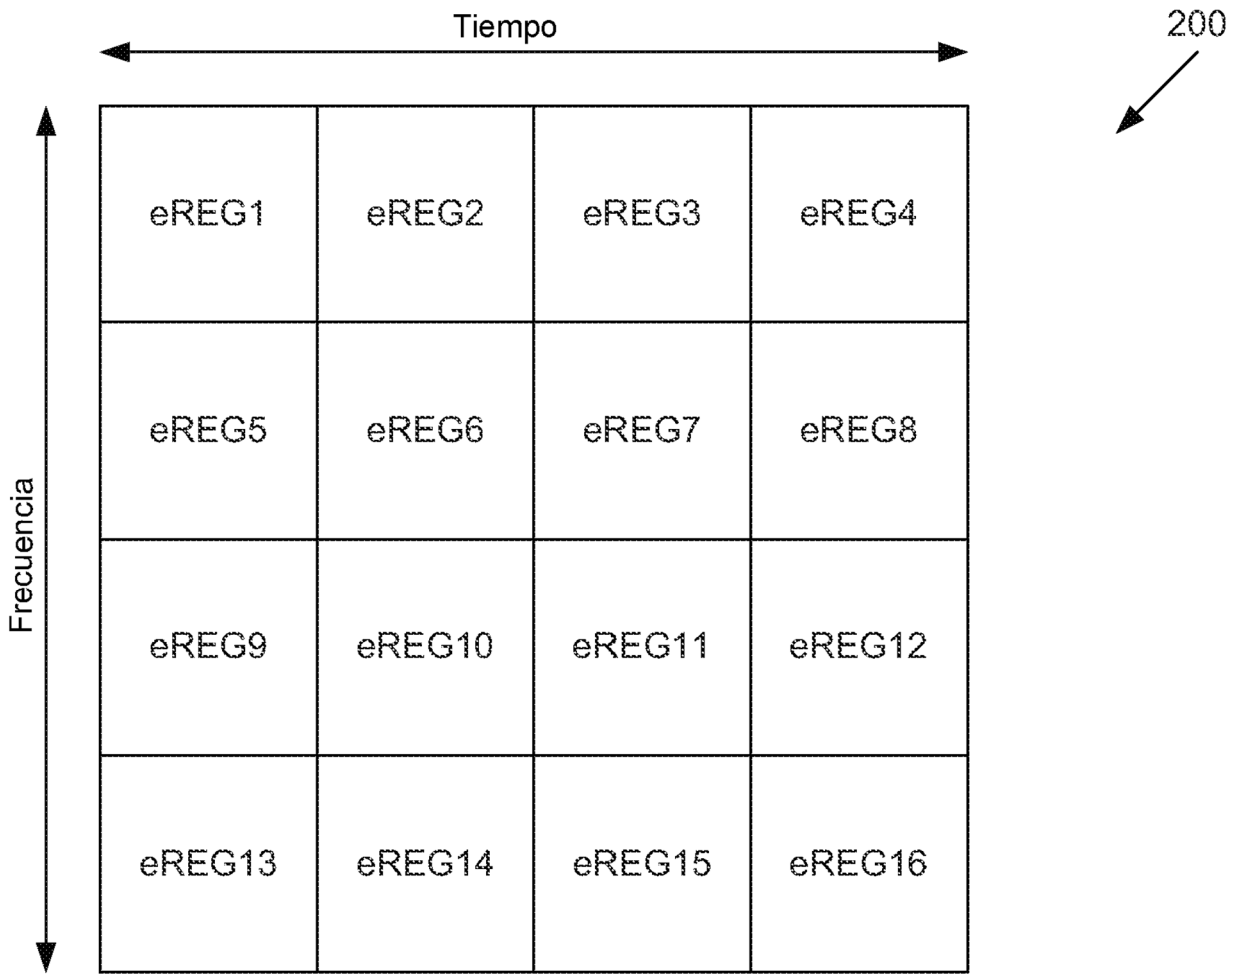 Tiempo
200
eREG1 eREG2 eREG3 eREG4
eREG5 eREG6 eREG7 eREG8
Frecuencia
eREG9 eREG10 eREG11 eREG12
eREG13 eREG14 eREG15 eREG16